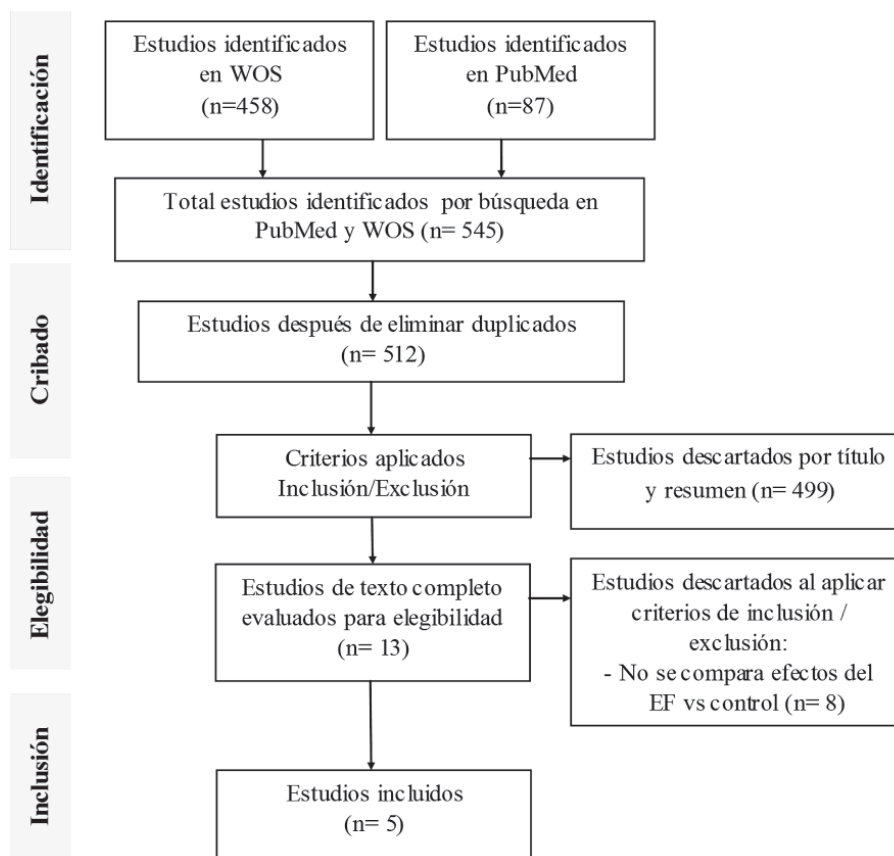 Identificación
Estudios identificados
en WOS
(n=458)
Estudios identificados
en PubMed
(n=87)
Total estudios identificados por búsqueda en
PubMed y WOS (n= 545)
Cribado
Estudios después de eliminar duplicados
(n= 512)
Criterios aplicados
Inclusión/Exclusión
Estudios descartados por título
y resumen (n= 499)
Elegibilidad
Estudios de texto completo
evaluados para elegibilidad
(n= 13)
Estudios descartados al aplicar
criterios de inclusión /
exclusión:
- No se compara efectos del
EF vs control (n= 8)
Inclusión
Estudios incluidos
(n= 5)